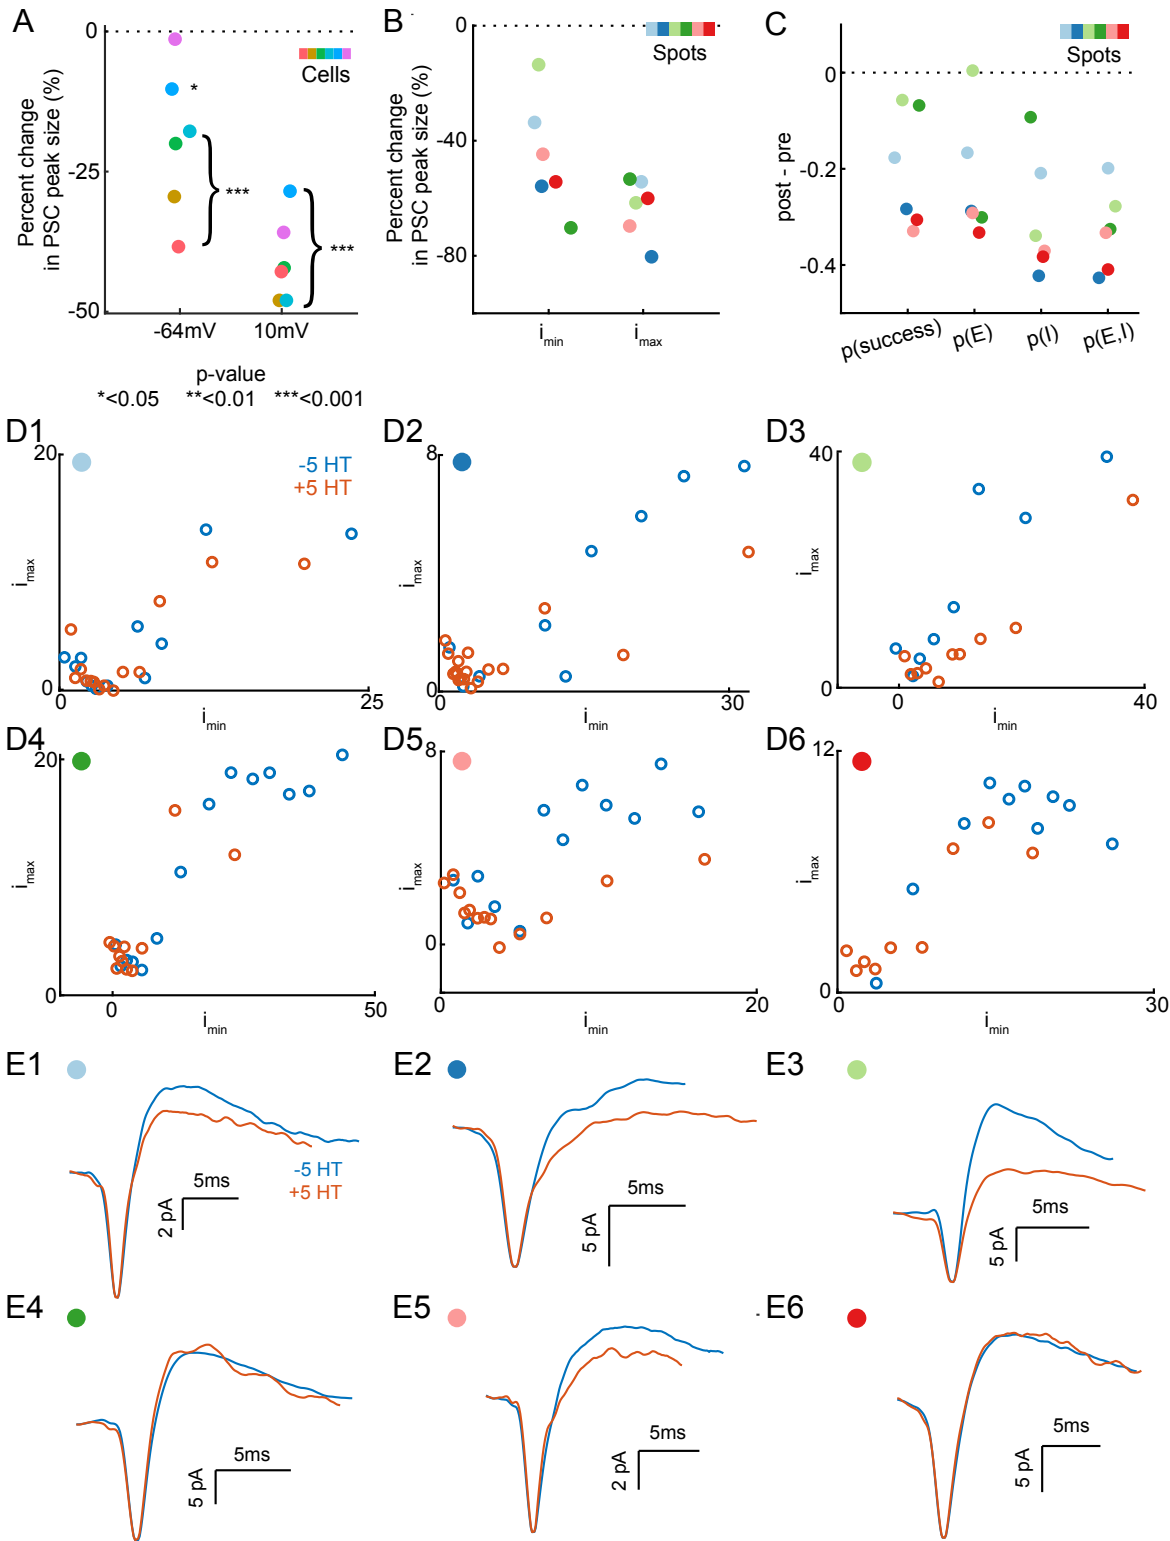 A
Percent change
in PSC peak size (%)
0
-25
-50
Cells
*
***
***
-64mV
10mV
p-value
*<0.05 **<0.01 ***<0.001
B
Percent change
in PSC peak size (%)
0
-40
-80
Spots
imin
imax
C
post - pre
0
-0.2
-0.4
Spots
p(success)
p(E)
p(I)
p(E,I)
D1
20
imax
0
-5 HT
+5 HT
0
25
imin
D2
8
imax
0
0
30
imin
D3
40
imax
0
0
40
imin
D4
20
imax
0
0
50
imin
D5
8
imax
0
0
20
imin
D6
12
imax
0
0
30
imin
E1
-5 HT
+5 HT
5ms
2 pA
E2
5ms
5 pA
E3
5ms
5 pA
E4
5ms
5 pA
E5
5ms
2 pA
E6
5ms
5 pA